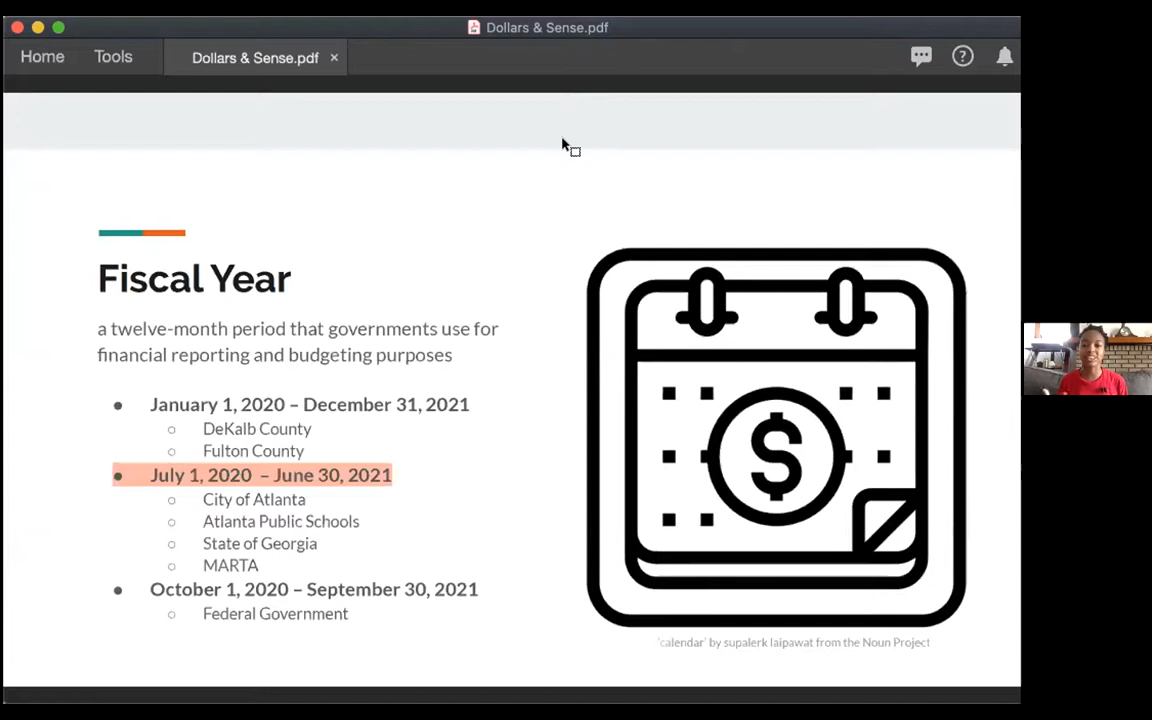 Dollars & Sense.pdf
Home Tools Dollars & Sense.pdf ×
?
Fiscal Year
a twelve-month period that governments use for
financial reporting and budgeting purposes
● January 1, 2020 – December 31, 2021
○ DeKalb County
○ Fulton County
● July 1, 2020 – June 30, 2021
○ City of Atlanta
○ Atlanta Public Schools
○ State of Georgia
○ MARTA
● October 1, 2020 – September 30, 2021
○ Federal Government
$
'calendar' by supalerk laipawat from the Noun Project